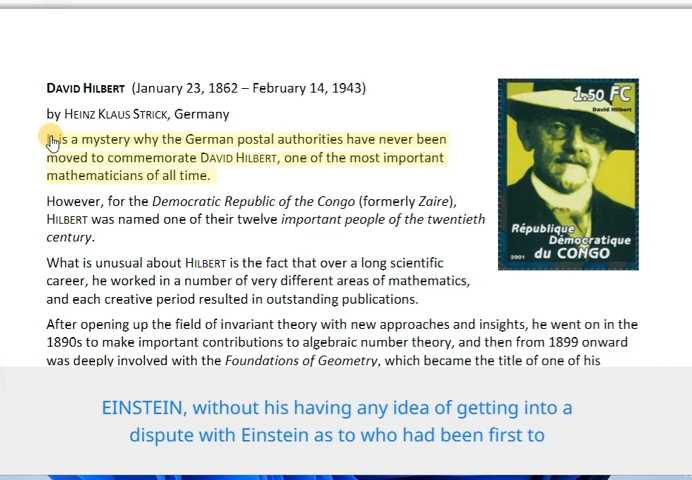 DAVID HILBERT (January 23, 1862 – February 14, 1943)
by HEINZ KLAUS STRICK, Germany
It is a mystery why the German postal authorities have never been
moved to commemorate DAVID HILBERT, one of the most important
mathematicians of all time.
However, for the Democratic Republic of the Congo (formerly Zaire),
HILBERT was named one of their twelve important people of the twentieth
century.
What is unusual about HILBERT is the fact that over a long scientific
career, he worked in a number of very different areas of mathematics,
and each creative period resulted in outstanding publications.
After opening up the field of invariant theory with new approaches and insights, he went on in the
1890s to make important contributions to algebraic number theory, and then from 1899 onward
was deeply involved with the Foundations of Geometry, which became the title of one of his
1.50 FC
David Hilbert
République
Démocratique
du CONGO
2001
EINSTEIN, without his having any idea of getting into a
dispute with Einstein as to who had been first to